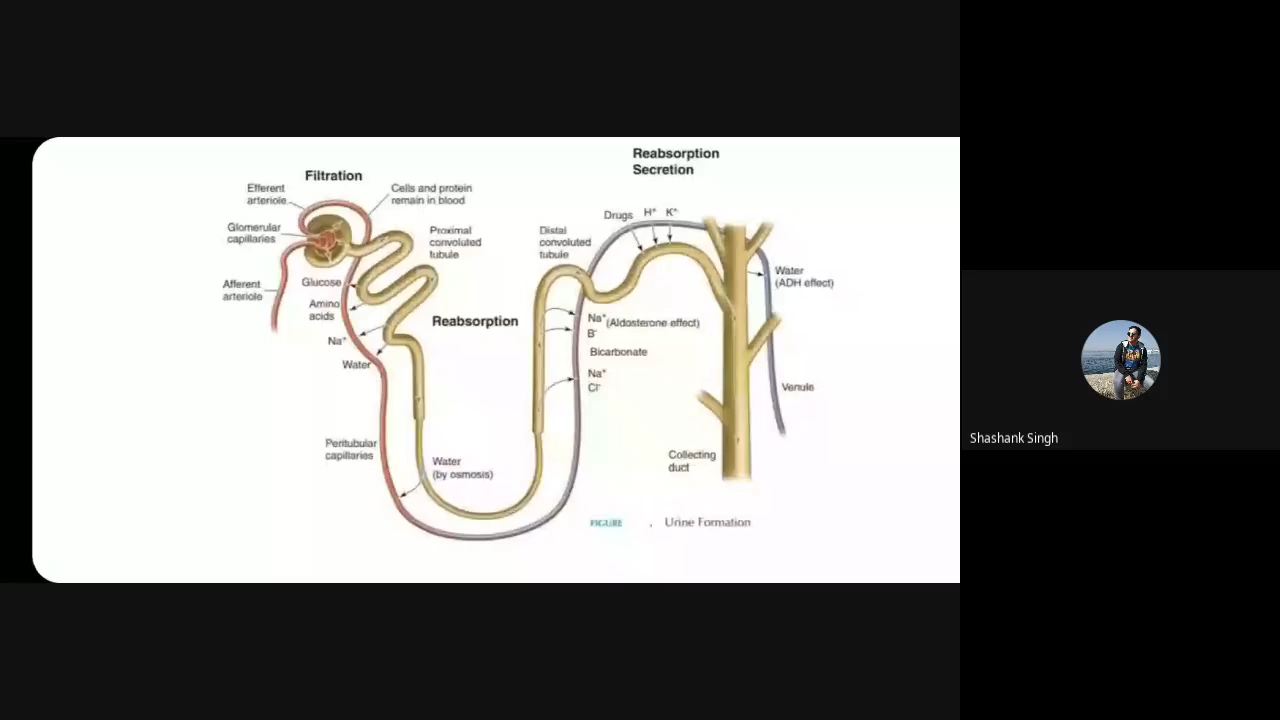 Reabsorption
Secretion
Filtration
Efferent
arteriole
Cells and protein
remain in blood
Drugs H⁺ K⁺
Glomerular
capillaries
Proximal
convoluted
tubule
Distal
convoluted
tubule
Afferent
arteriole
Glucose
Water
(ADH effect)
Amino
acids
Reabsorption
Na⁺ (Aldosterone effect)
B⁻
Na⁺
Bicarbonate
Water
Na⁺
Cl⁻
Venule
Peritubular
capillaries
Water
(by osmosis)
Collecting
duct
FIGURE . Urine Formation
Shashank Singh